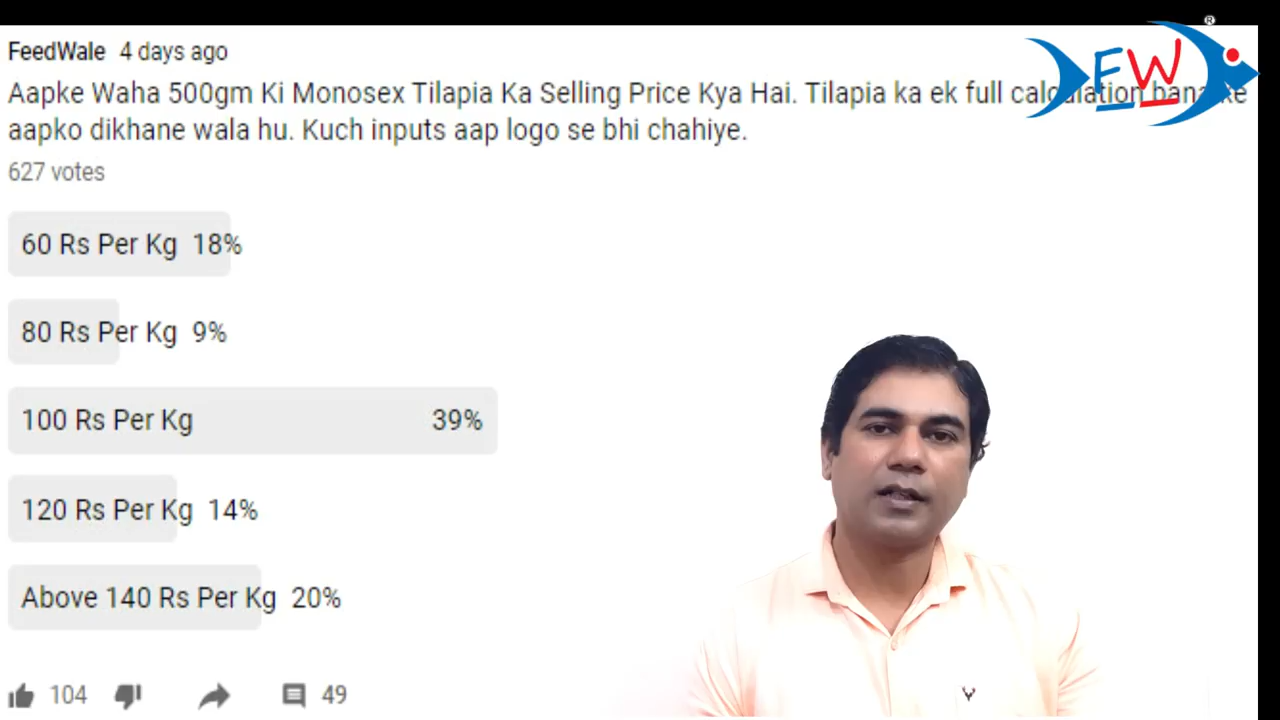 FeedWale 4 days ago
®
FW
Aapke Waha 500gm Ki Monosex Tilapia Ka Selling Price Kya Hai. Tilapia ka ek full calculation bana ke
aapko dikhane wala hu. Kuch inputs aap logo se bhi chahiye.
627 votes
60 Rs Per Kg 18%
80 Rs Per Kg 9%
100 Rs Per Kg 39%
120 Rs Per Kg 14%
Above 140 Rs Per Kg 20%
104 49